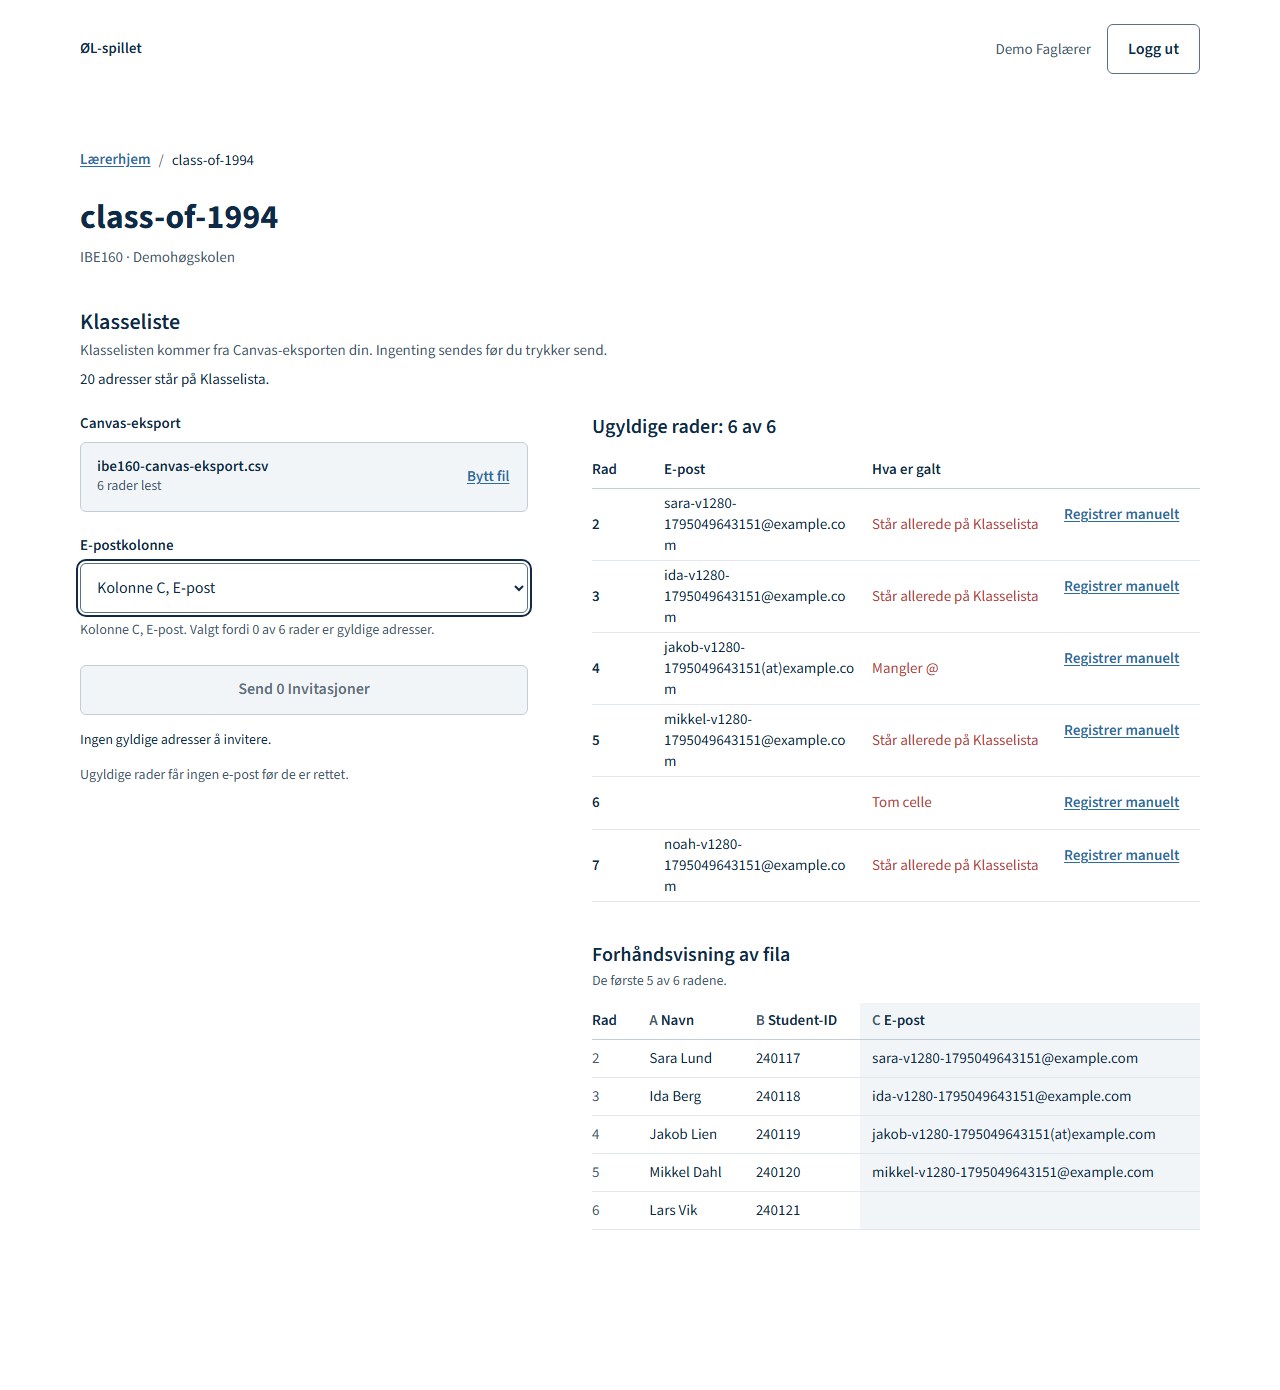 ØL-spillet
Demo Faglærer
Logg ut
Lærerhjem / class-of-1994
class-of-1994
IBE160 · Demohøgskolen
Klasseliste
Klasselisten kommer fra Canvas-eksporten din. Ingenting sendes før du trykker send.
20 adresser står på Klasselista.
Canvas-eksport
ibe160-canvas-eksport.csv
6 rader lest
Bytt fil
E-postkolonne
Kolonne C, E-post
Kolonne C, E-post. Valgt fordi 0 av 6 rader er gyldige adresser.
Send 0 Invitasjoner
Ingen gyldige adresser å invitere.
Ugyldige rader får ingen e-post før de er rettet.
Ugyldige rader: 6 av 6
Rad E-post Hva er galt
sara-v1280-
2 1795049643151@example.co Står allerede på Klasselista Registrer manuelt
m
ida-v1280-
3 1795049643151@example.co Står allerede på Klasselista Registrer manuelt
m
jakob-v1280-
4 1795049643151(at)example.co Mangler @ Registrer manuelt
m
mikkel-v1280-
5 1795049643151@example.co Står allerede på Klasselista Registrer manuelt
m
6 Tom celle Registrer manuelt
noah-v1280-
7 1795049643151@example.co Står allerede på Klasselista Registrer manuelt
m
Forhåndsvisning av fila
De første 5 av 6 radene.
Rad A Navn B Student-ID C E-post
2 Sara Lund 240117 sara-v1280-1795049643151@example.com
3 Ida Berg 240118 ida-v1280-1795049643151@example.com
4 Jakob Lien 240119 jakob-v1280-1795049643151(at)example.com
5 Mikkel Dahl 240120 mikkel-v1280-1795049643151@example.com
6 Lars Vik 240121